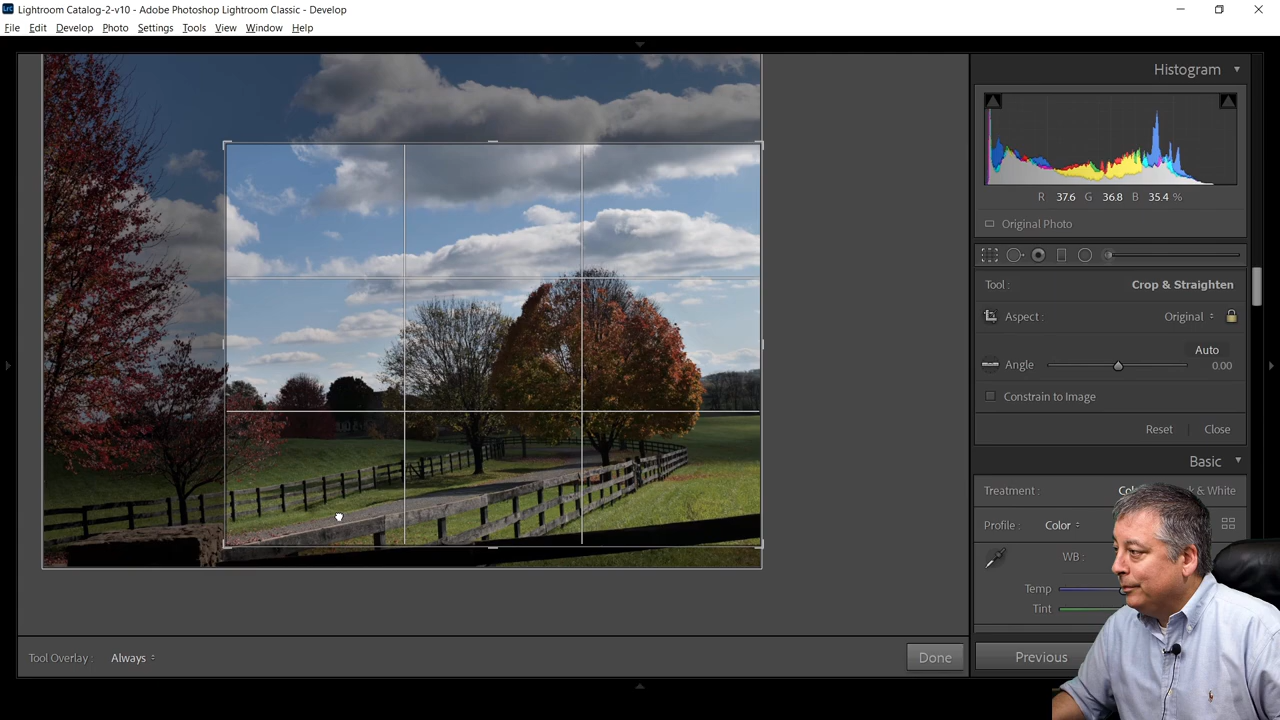 Lrc Lightroom Catalog-2-v10 - Adobe Photoshop Lightroom Classic - Develop
File Edit Develop Photo Settings Tools View Window Help
Histogram
R 37.6 G 36.8 B 35.4 %
Original Photo
Tool : Crop & Straighten
Aspect : Original
Auto
Angle 0.00
Constrain to Image
Reset Close
Basic
Treatment : & White
Profile : Color
WB :
Temp
Tint
Tool Overlay : Always
Done
Previous